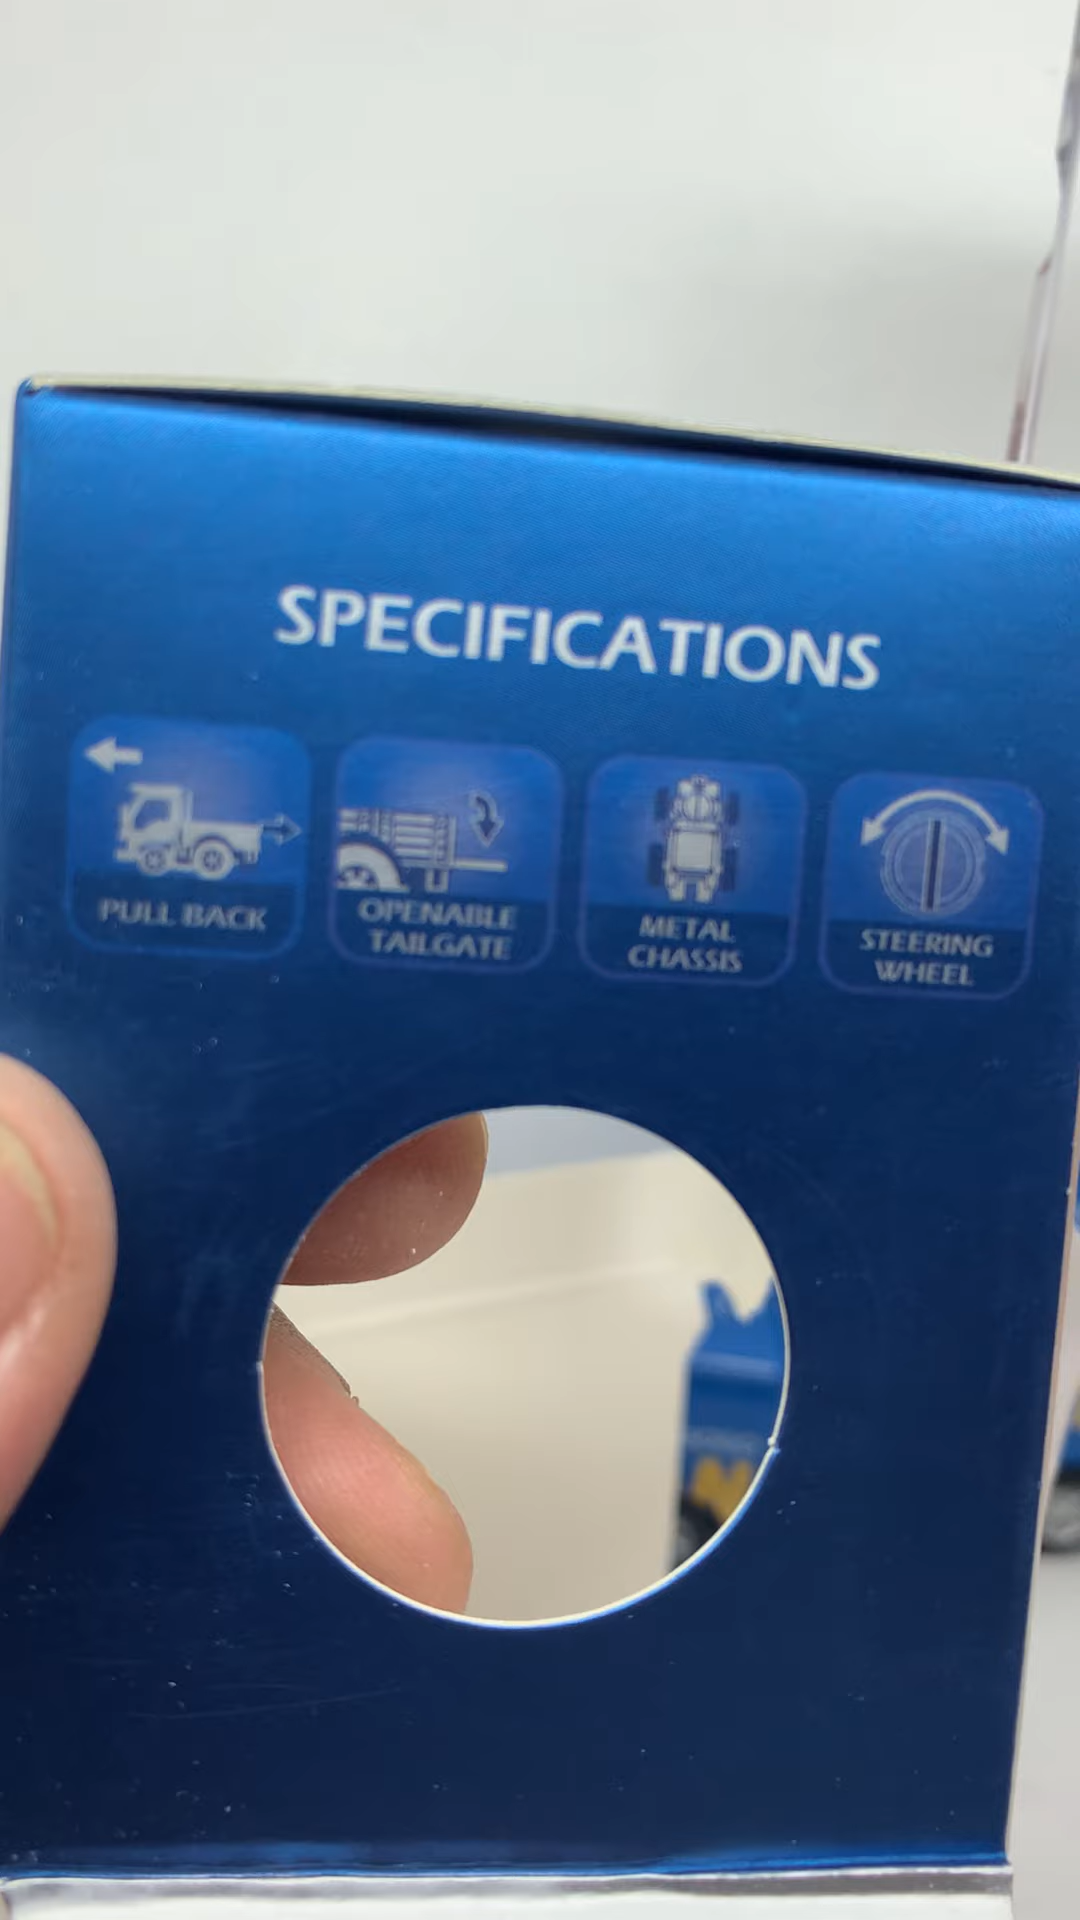 SPECIFICATIONS
PULL BACK
OPENABLE
TAILGATE
METAL
CHASSIS
STEERING
WHEEL